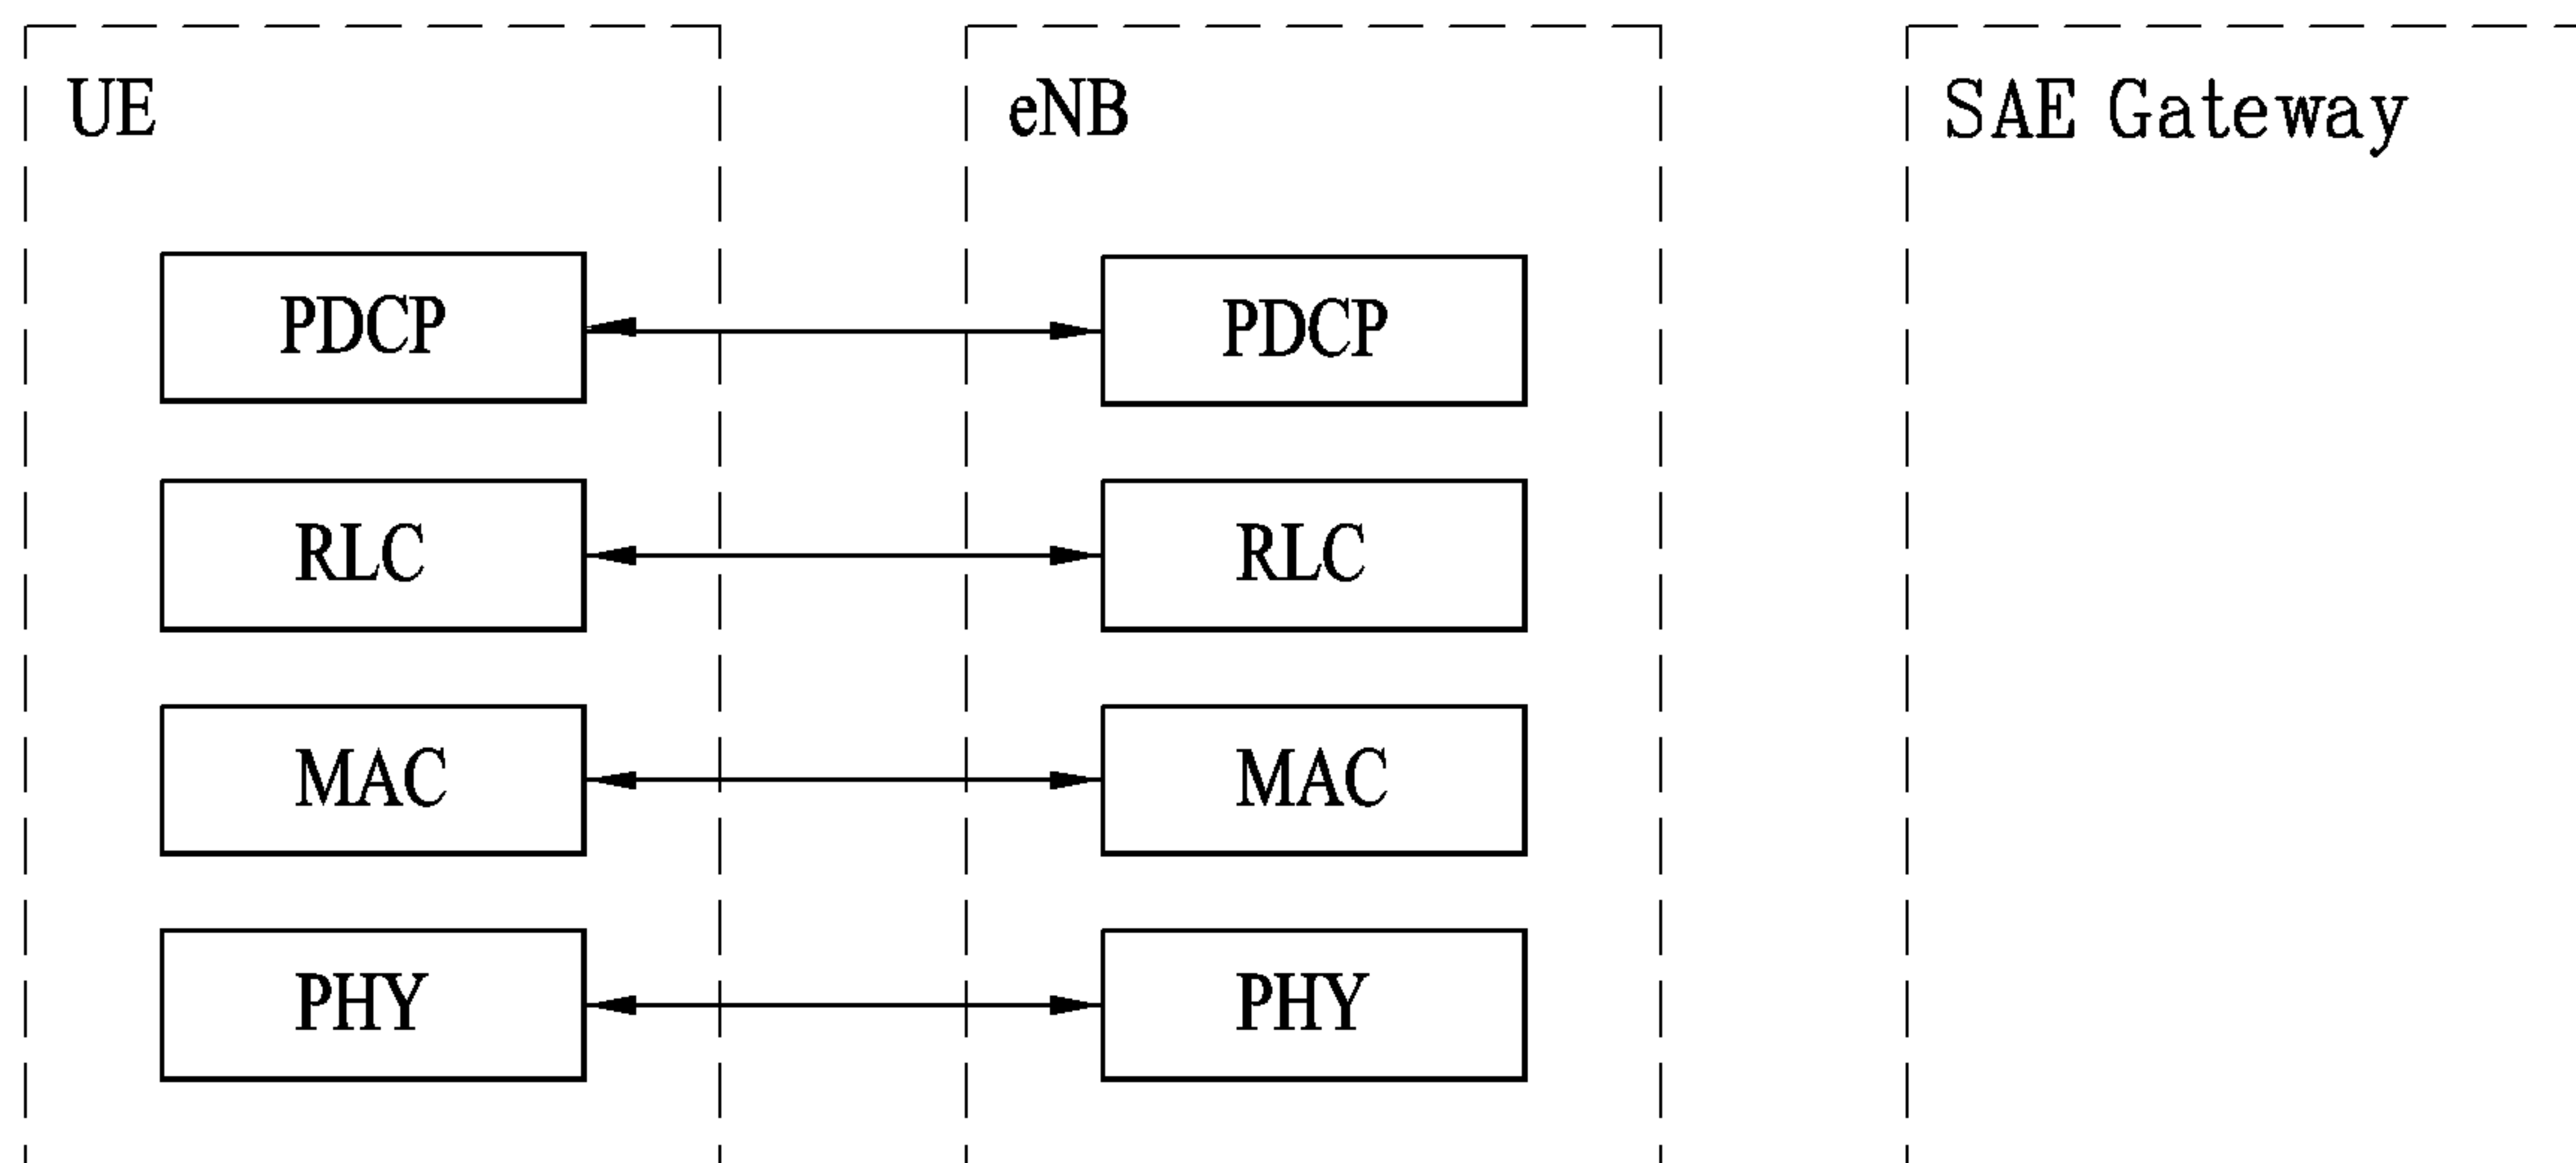 UE
eNB
SAE Gateway
PDCP
PDCP
RLC
RLC
MAC
MAC
PHY
PHY